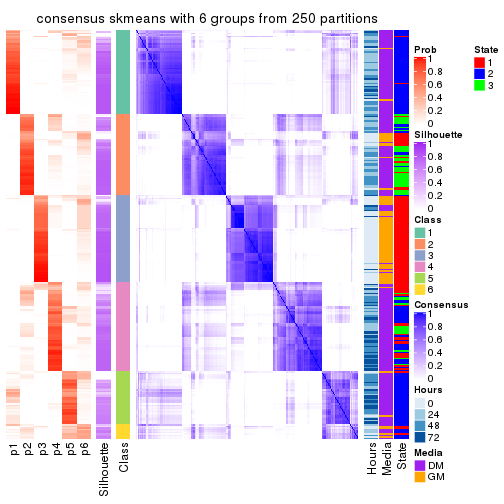 consensus skmeans with 6 groups from 250 partitions
Prob
1
0.8
0.6
0.4
0.2
0
State
1
2
3
Silhouette
1
0.8
0.6
0.4
0.2
0
Class
1
2
3
4
5
6
Consensus
1
0.8
0.6
0.4
0.2
0
Hours
0
24
48
72
Media
DM
GM
p1
p2
p3
p4
p5
p6
Silhouette
Class
Hours
Media
State